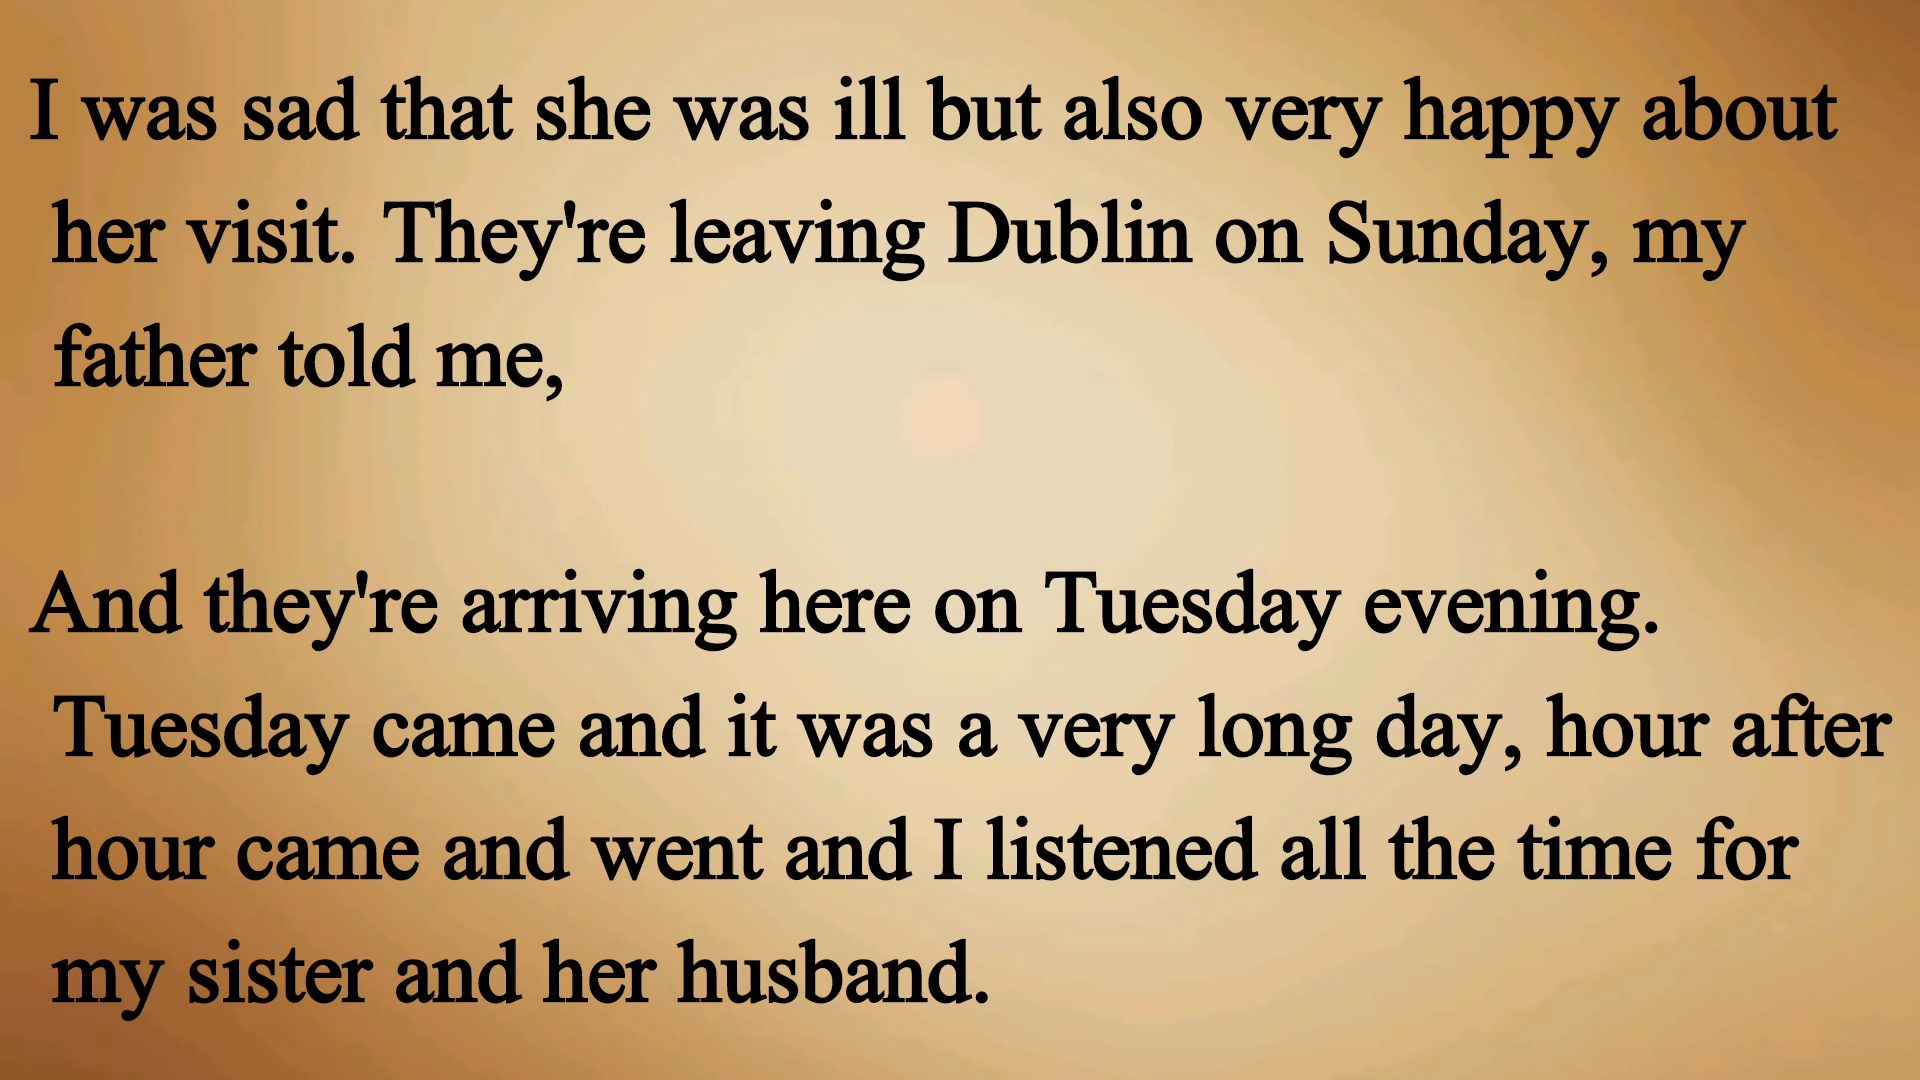 I was sad that she was ill but also very happy about
her visit. They're leaving Dublin on Sunday, my
father told me,
And they're arriving here on Tuesday evening.
Tuesday came and it was a very long day, hour after
hour came and went and I listened all the time for
my sister and her husband.